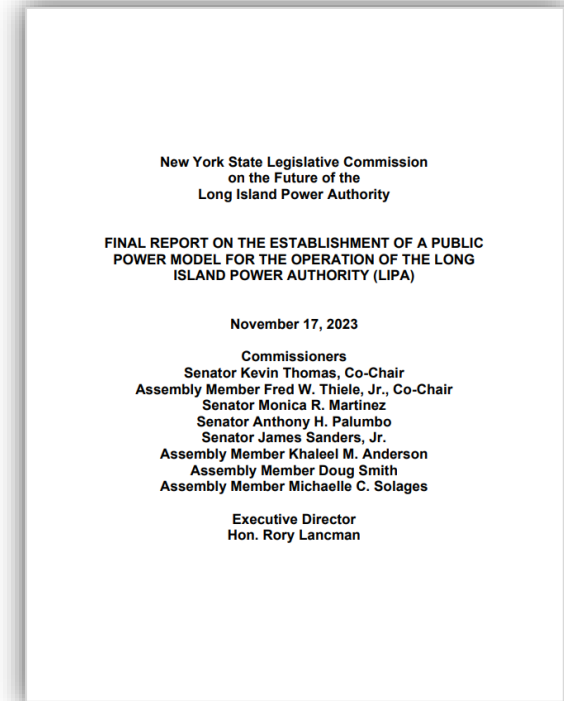 New York State Legislative Commission
on the Future of the
Long Island Power Authority
FINAL REPORT ON THE ESTABLISHMENT OF A PUBLIC
POWER MODEL FOR THE OPERATION OF THE LONG
ISLAND POWER AUTHORITY (LIPA)
November 17, 2023
Commissioners
Senator Kevin Thomas, Co-Chair
Assembly Member Fred W. Thiele, Jr., Co-Chair
Senator Monica R. Martinez
Senator Anthony H. Palumbo
Senator James Sanders, Jr.
Assembly Member Khaleel M. Anderson
Assembly Member Doug Smith
Assembly Member Michaelle C. Solages
Executive Director
Hon. Rory Lancman